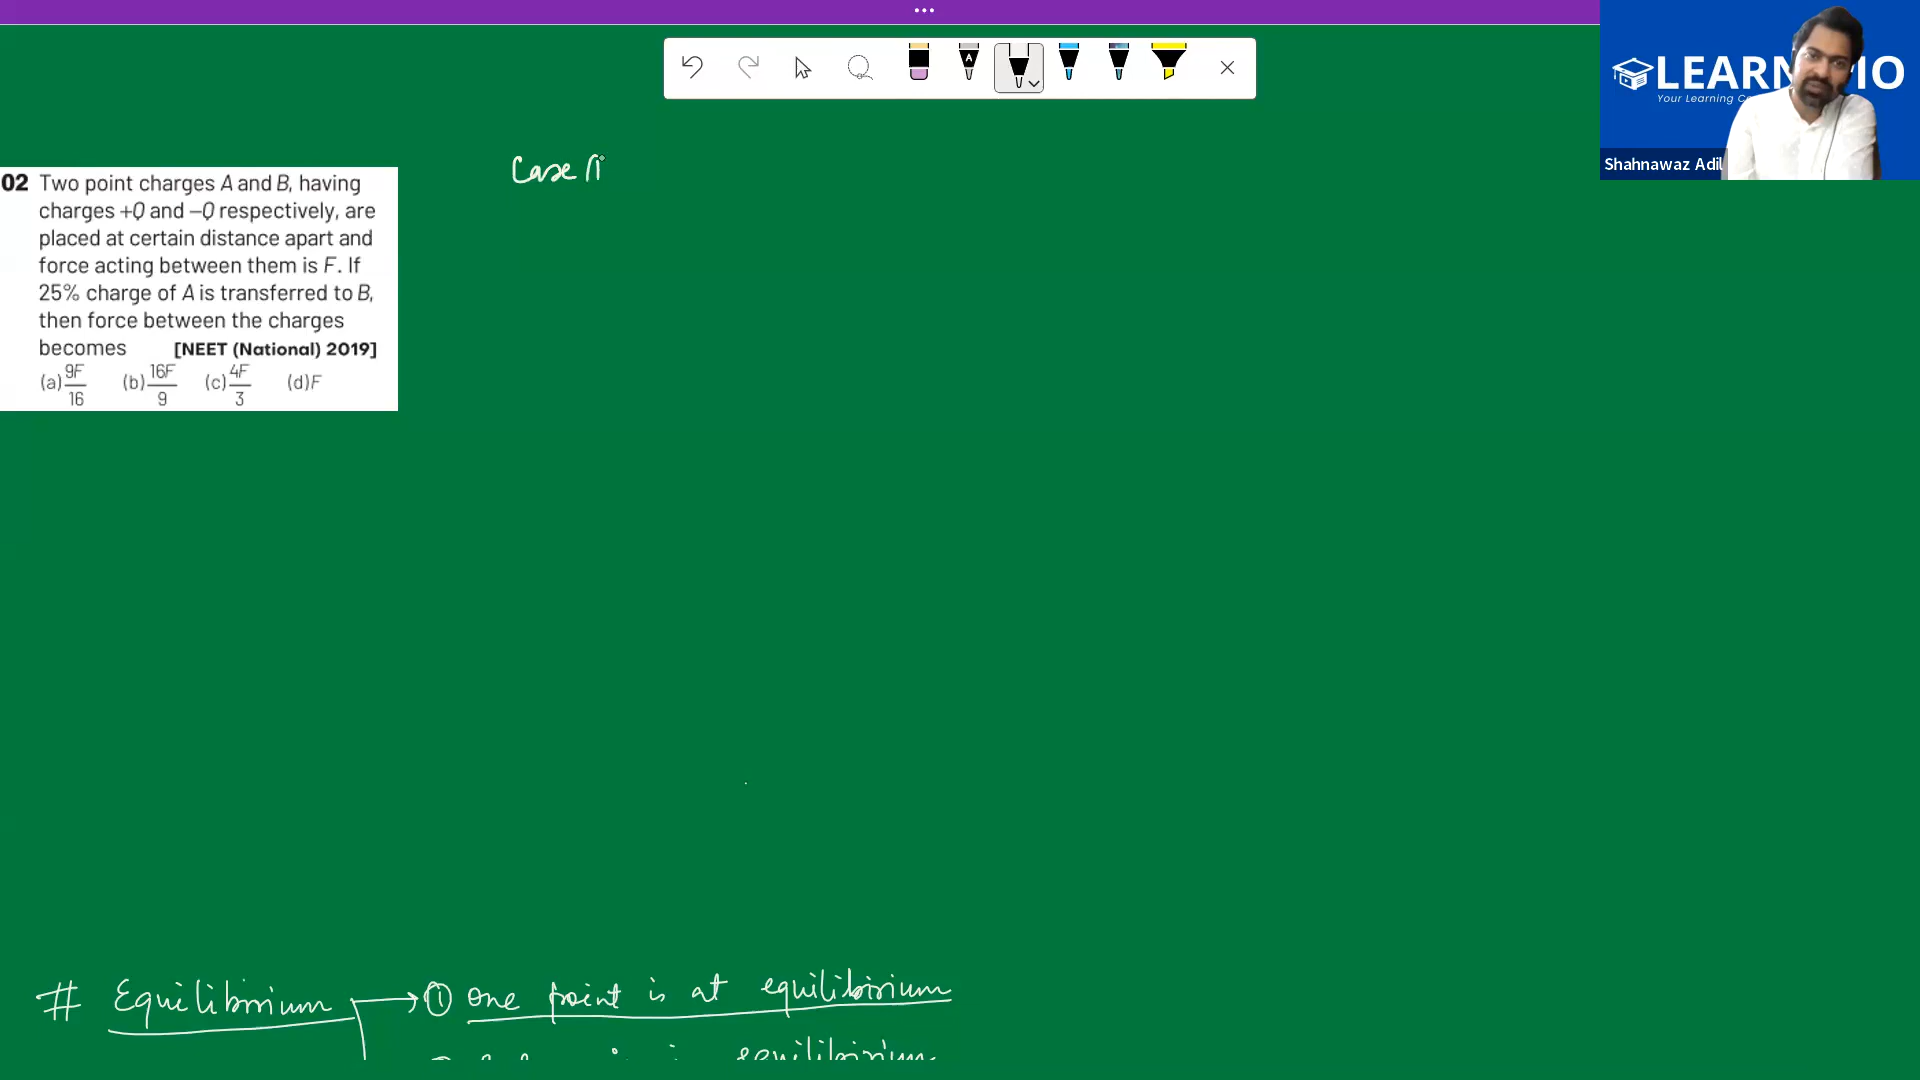 ...
LEARN IO
Your Learning C
Shahnawaz Adil
Case
02 Two point charges A and B, having
charges +Q and –Q respectively, are
placed at certain distance apart and
force acting between them is F. If
25% charge of A is transferred to B,
then force between the charges
becomes [NEET (National) 2019]
(a) 9F/16 (b) 16F/9 (c) 4F/3 (d) F
# Equilibrium → ① one point is at equilibrium
equilibrium